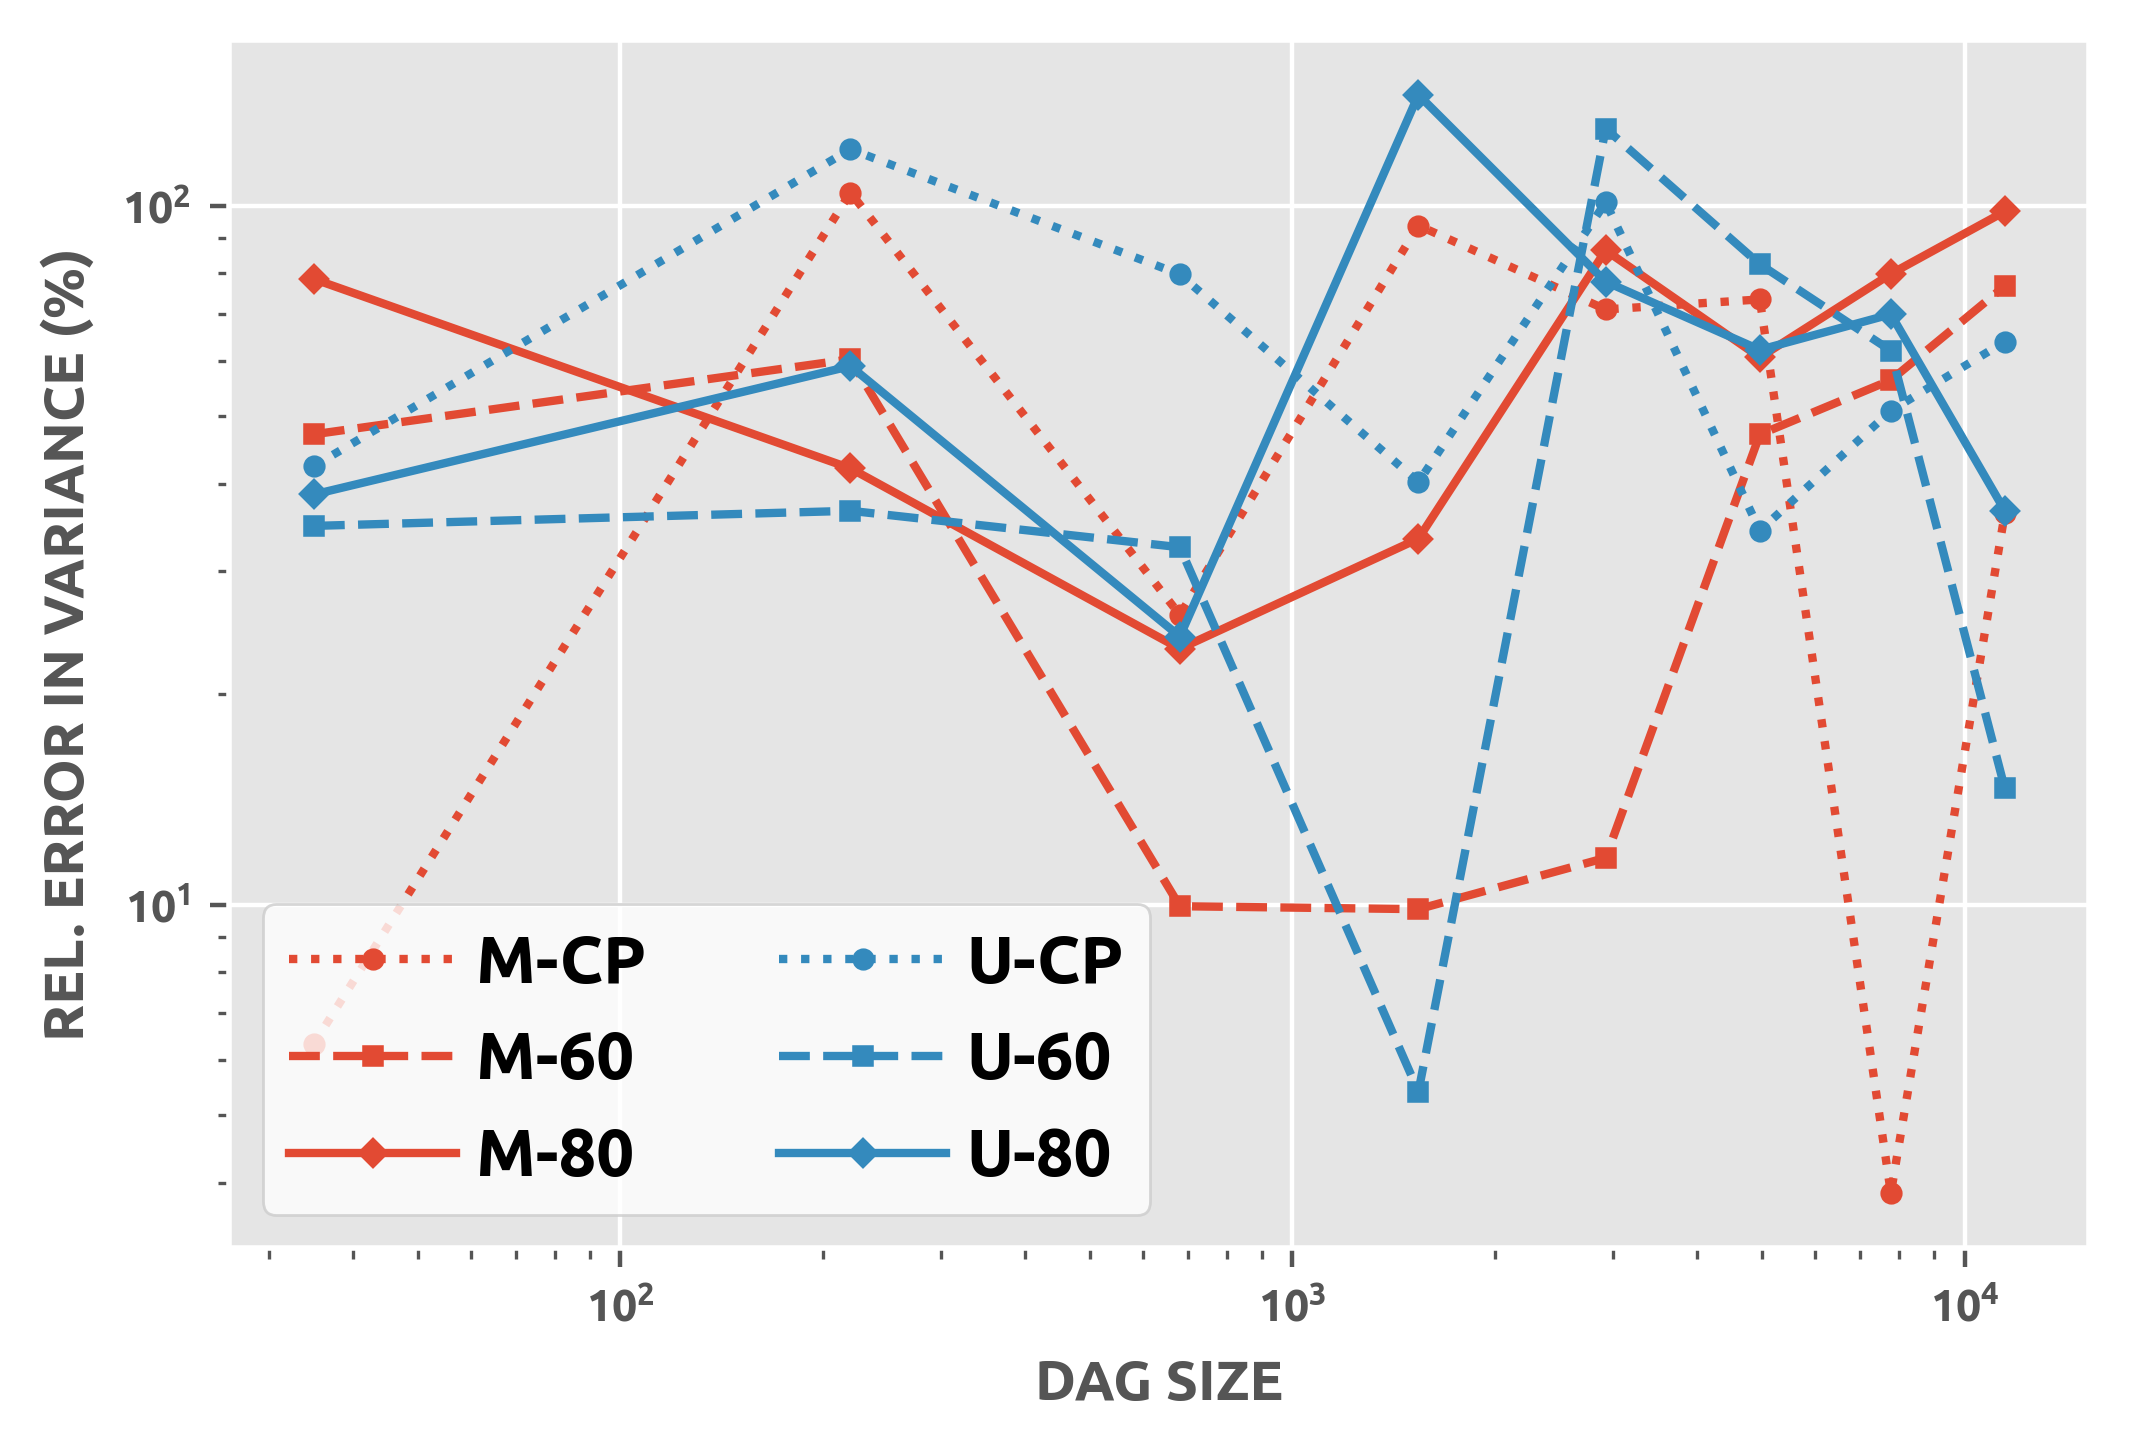 REL. ERROR IN VARIANCE (%)
10²
10¹
M-CP
M-60
M-80
U-CP
U-60
U-80
10² 10³ 10⁴
DAG SIZE